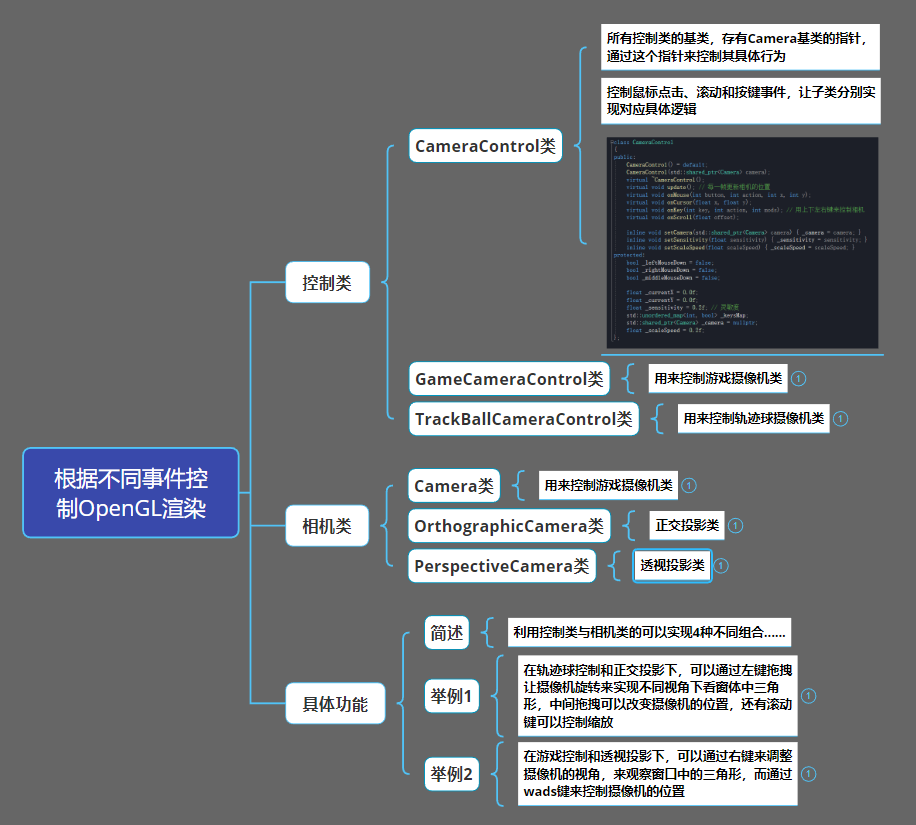 根据不同事件控
制OpenGL渲染
控制类
CameraControl类
所有控制类的基类，存有Camera基类的指针，
通过这个指针来控制其具体行为
控制鼠标点击、滚动和按键事件，让子类分别实
现对应具体逻辑
class CameraControl
{
public:
CameraControl() = default;
CameraControl(std::shared_ptr<Camera> camera);
virtual ~CameraControl();
virtual void update(); // 每一帧更新相机的位置
virtual void onMouse(int button, int action, int x, int y);
virtual void onCursor(float x, float y);
virtual void onKey(int key, int action, int mods); // 用上下左右键来控制相机
virtual void onScroll(float offset);
inline void setCamera(std::shared_ptr<Camera> camera) { _camera = camera; }
inline void setSensitivity(float sensitivity) { _sensitivity = sensitivity; }
inline void setScaleSpeed(float scaleSpeed) { _scaleSpeed = scaleSpeed; }
protected:
bool _leftMouseDown = false;
bool _rightMouseDown = false;
bool _middleMouseDown = false;
float _currentX = 0.0f;
float _currentY = 0.0f;
float _sensitivity = 0.2f; // 灵敏度
std::unordered_map<int, bool> _keysMap;
std::shared_ptr<Camera> _camera = nullptr;
float _scaleSpeed = 0.2f;
};
GameCameraControl类
用来控制游戏摄像机类
1
TrackBallCameraControl类
用来控制轨迹球摄像机类
1
相机类
Camera类
用来控制游戏摄像机类
1
OrthographicCamera类
正交投影类
1
PerspectiveCamera类
透视投影类
1
具体功能
简述
利用控制类与相机类的可以实现4种不同组合......
举例1
在轨迹球控制和正交投影下，可以通过左键拖拽
让摄像机旋转来实现不同视角下看窗体中三角
形，中间拖拽可以改变摄像机的位置，还有滚动
键可以控制缩放
1
举例2
在游戏控制和透视投影下，可以通过右键来调整
摄像机的视角，来观察窗口中的三角形，而通过
wads键来控制摄像机的位置
1